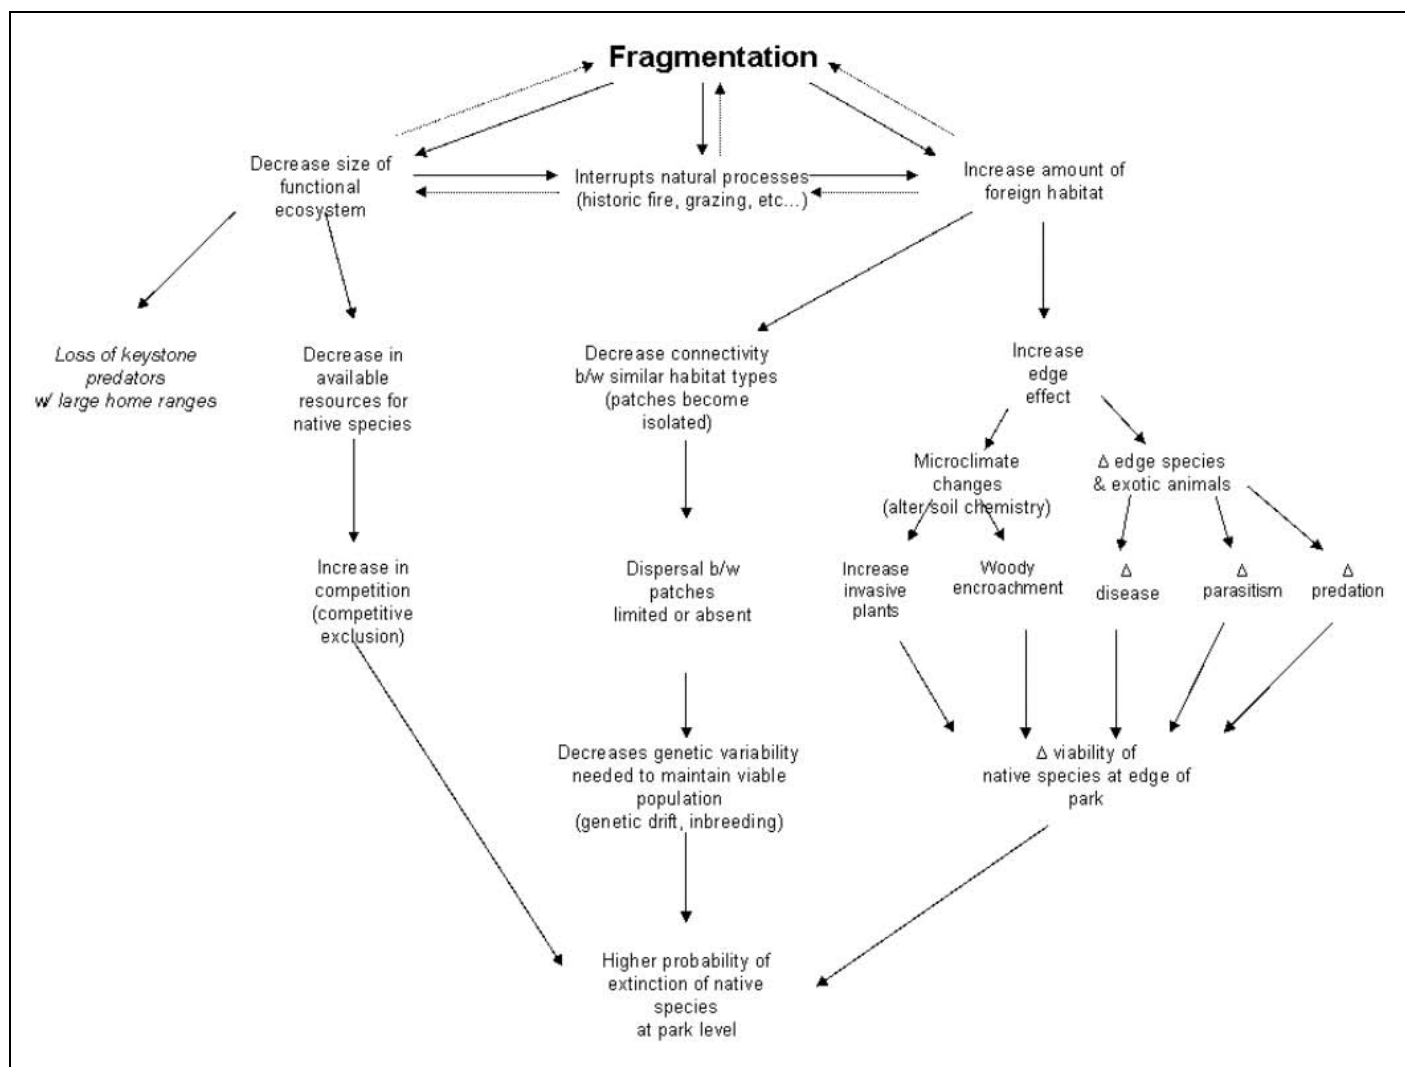 Fragmentation
Decrease size of
functional
ecosystem
Interrupts natural processes
(historic fire, grazing, etc...)
Increase amount of
foreign habitat
Loss of keystone
predators
w/ large home ranges
Decrease in
available
resources for
native species
Decrease connectivity
b/w similar habitat types
(patches become
isolated)
Increase
edge
effect
Microclimate
changes
(alter soil chemistry)
Δ edge species
& exotic animals
Increase in
competition
(competitive
exclusion)
Dispersal b/w
patches
limited or absent
Increase
invasive
plants
Woody
encroachment
Δ
disease
Δ
parasitism
Δ
predation
Decreases genetic variability
needed to maintain viable
population
(genetic drift, inbreeding)
Δ viability of
native species at edge of
park
Higher probability of
extinction of native
species
at park level